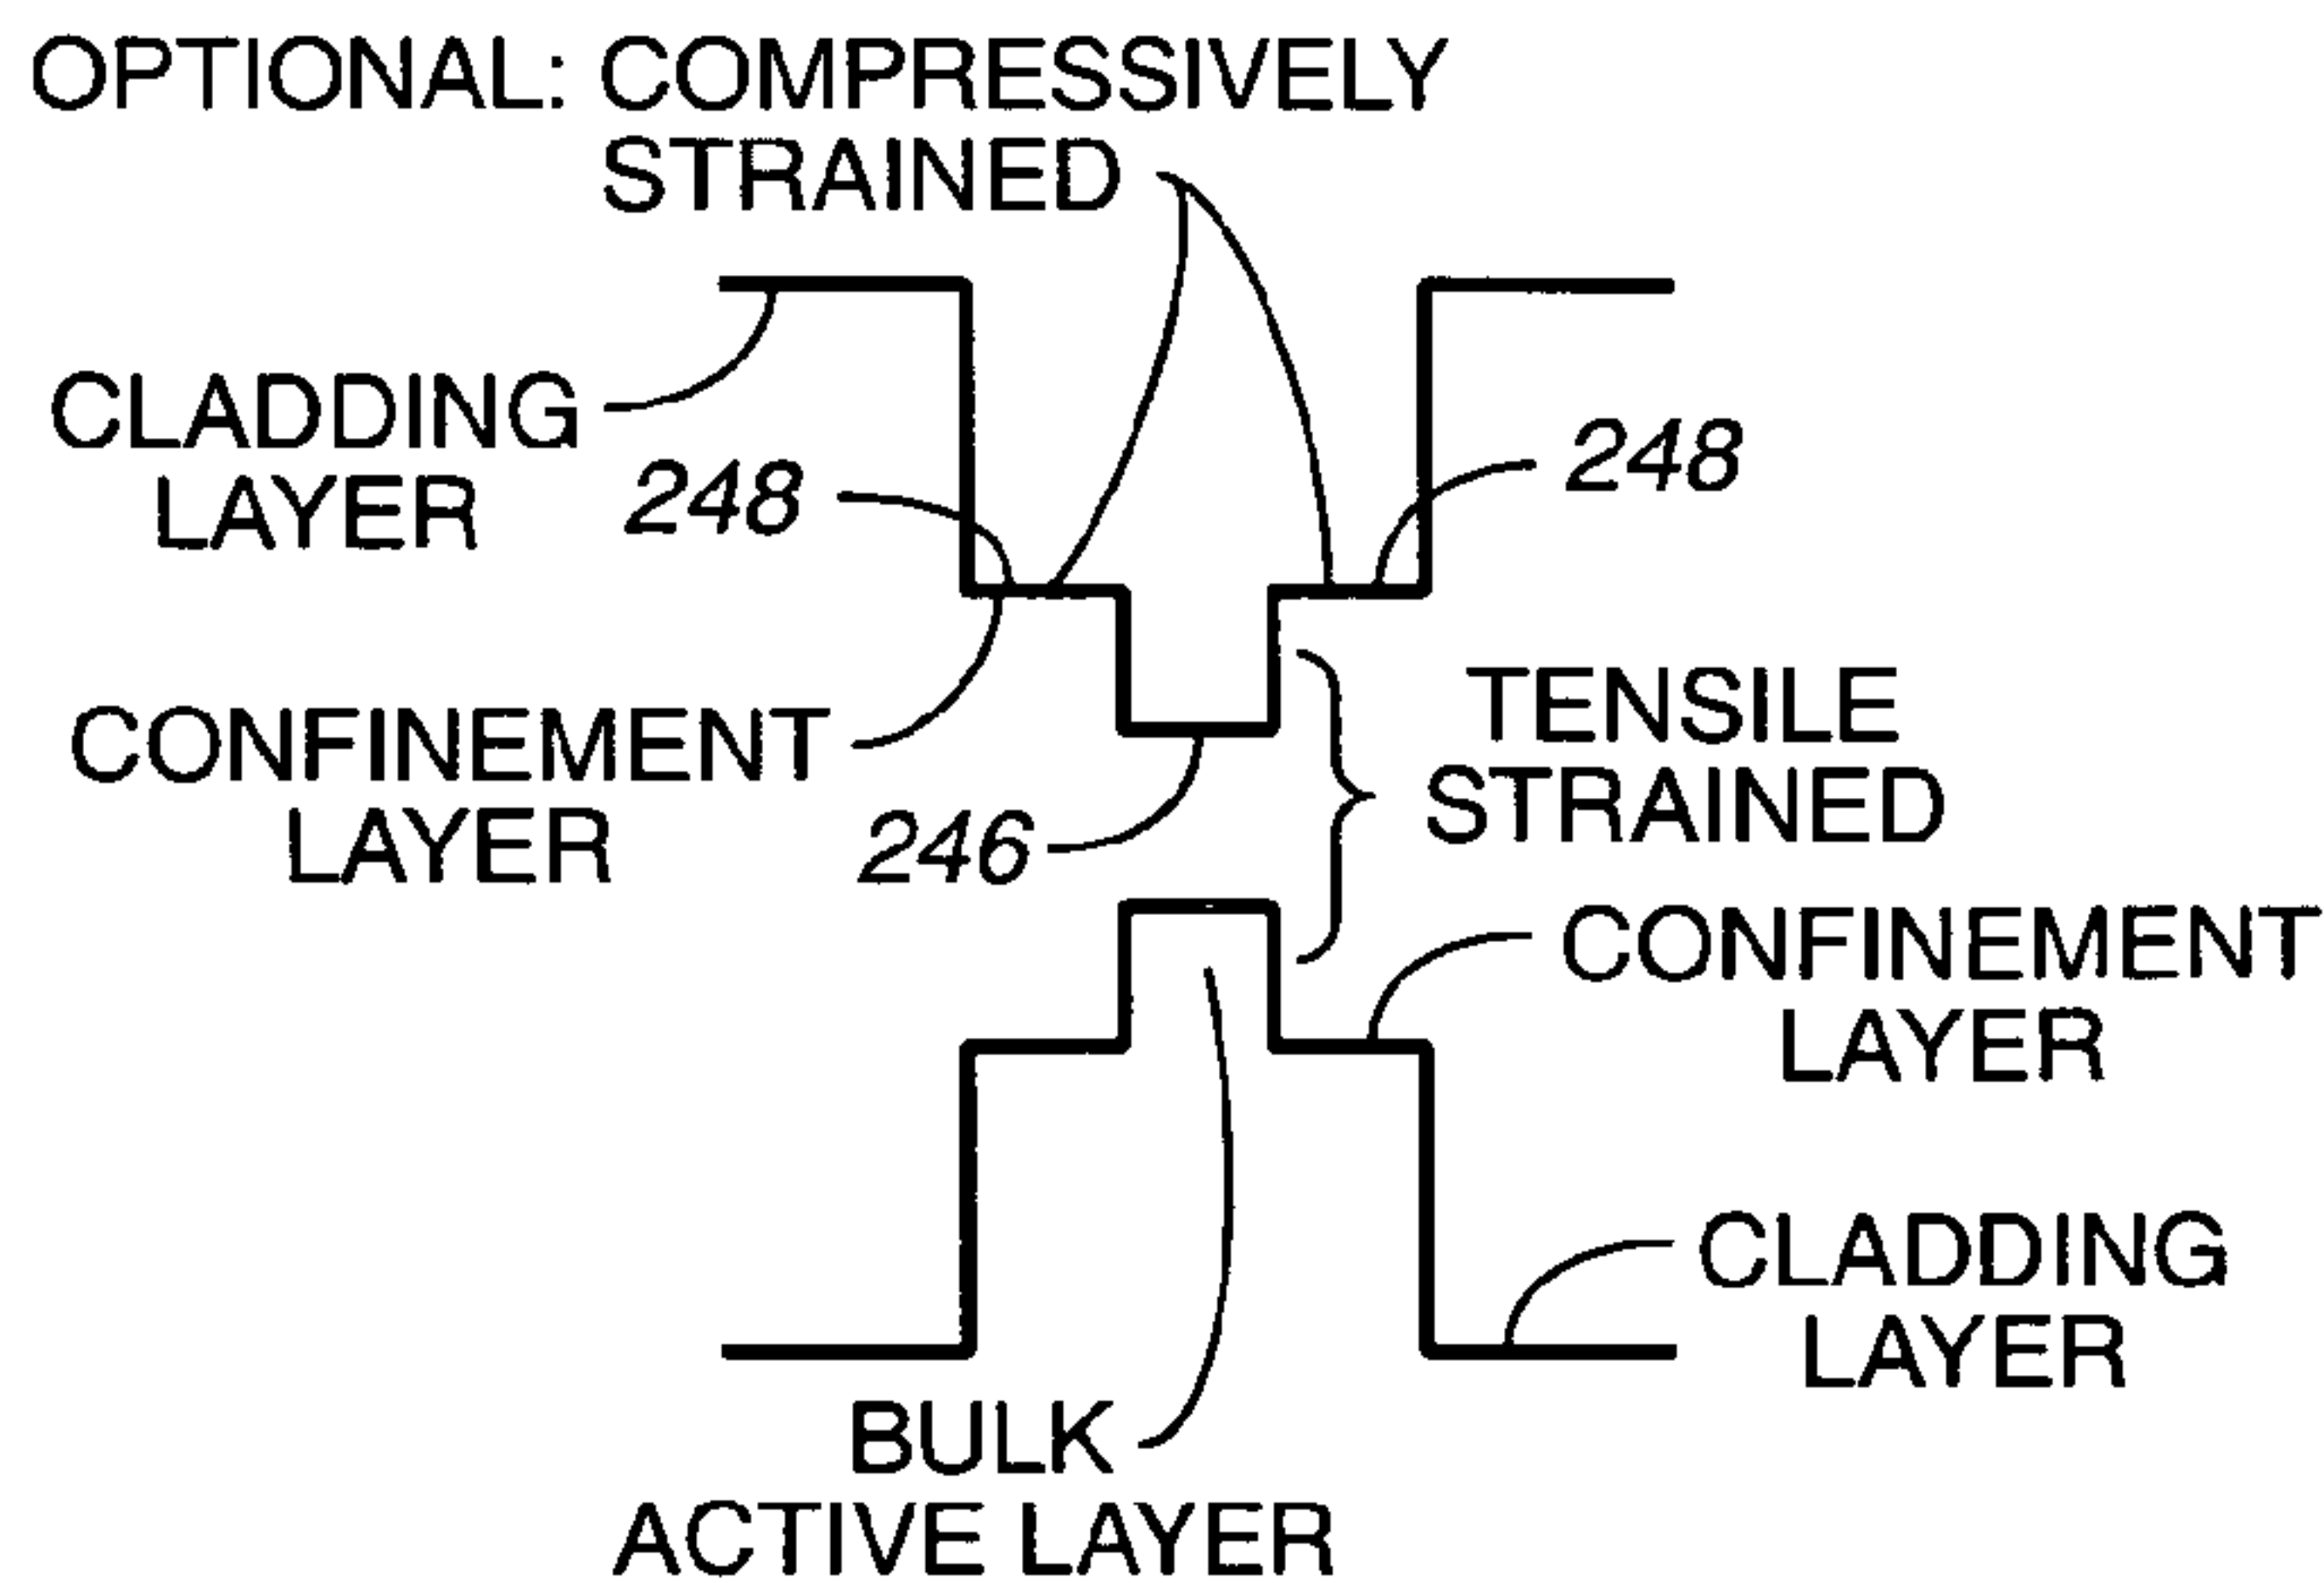 OPTIONAL: COMPRESSIVELY
STRAINED
CLADDING
LAYER
248
248
CONFINEMENT
LAYER
TENSILE
STRAINED
246
CONFINEMENT
LAYER
CLADDING
LAYER
BULK
ACTIVE LAYER